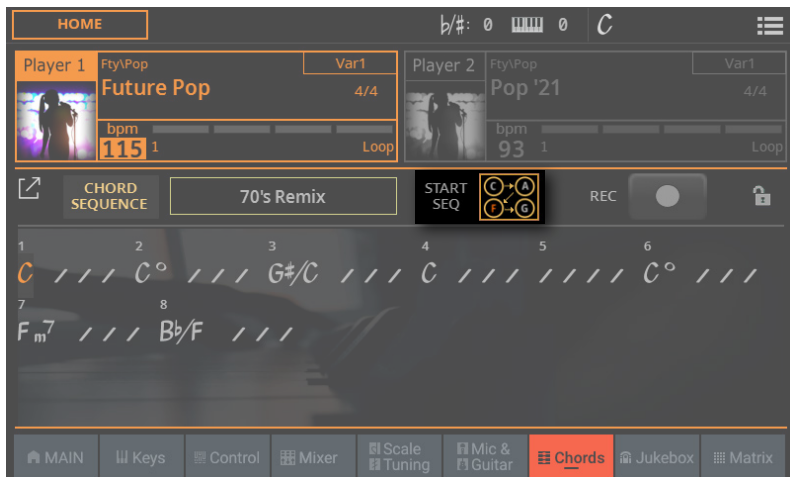 HOME ♭/#: 0 0 C
Player 1 Fty\Pop Var1 Player 2 Fty\Pop Var1
Future Pop 4/4 Pop '21 4/4
bpm bpm
115 1 Loop 93 1 Loop
CHORD SEQUENCE 70's Remix START SEQ C A F G REC
1 2 3 4 5 6
C / / / C° / / / G#/C / / / C / / / / / / / C° / / /
7 8
Fm7 / / / B♭/F / / /
MAIN Keys Control Mixer Scale Tuning Mic & Guitar Chords Jukebox Matrix